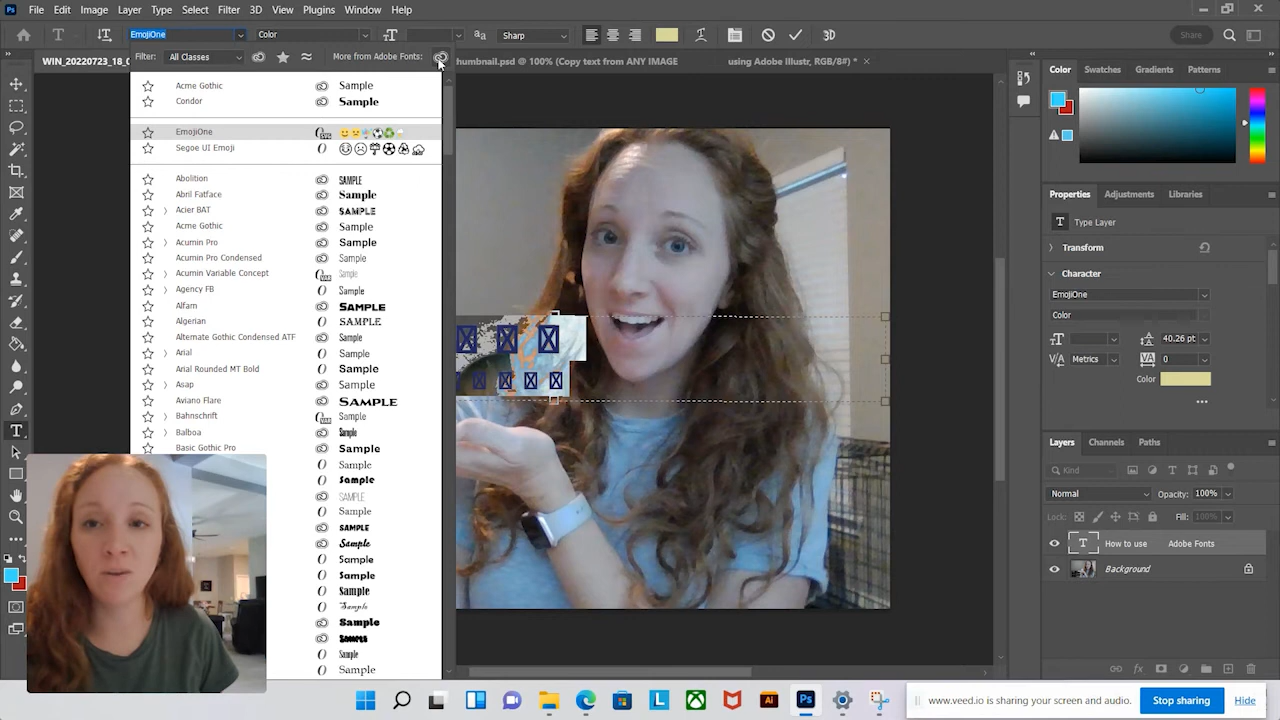 Ps File Edit Image Layer Type Select Filter 3D View Plugins Window Help
T EmojiOne Color Sharp aa 3D Share
Filter: All Classes More from Adobe Fonts:
WIN_20220723_18_0 humbnail.psd @ 100% (Copy text from ANY IMAGE using Adobe Illustr, RGB/8#) ×
Acme Gothic Sample
Condor Sample
EmojiOne
Segoe UI Emoji
Abolition SAMPLE
Abril Fatface Sample
Acier BAT SAMPLE
Acme Gothic Sample
Acumin Pro Sample
Acumin Pro Condensed Sample
Acumin Variable Concept Sample
Agency FB Sample
Alfarn SAMPLE
Algerian SAMPLE
Alternate Gothic Condensed ATF Sample
Arial Sample
Arial Rounded MT Bold Sample
Asap Sample
Aviano Flare SAMPLE
Bahnschrift Sample
Balboa Sample
Basic Gothic Pro Sample
Sample
Sample
SAMPLE
Sample
SAMPLE
Sample
Sample
Sample
Sample
Sample
Sample
Sample
Sample
Sample
Color Swatches Gradients Patterns
Properties Adjustments Libraries
T Type Layer
Transform
Character
EmojiOne
Color
40.26 pt
Metrics 0
Color
Layers Channels Paths
Kind
Normal Opacity: 100%
Lock: Fill: 100%
T How to use Adobe Fonts
Background
L Ai Ps
www.veed.io is sharing your screen and audio. Stop sharing Hide